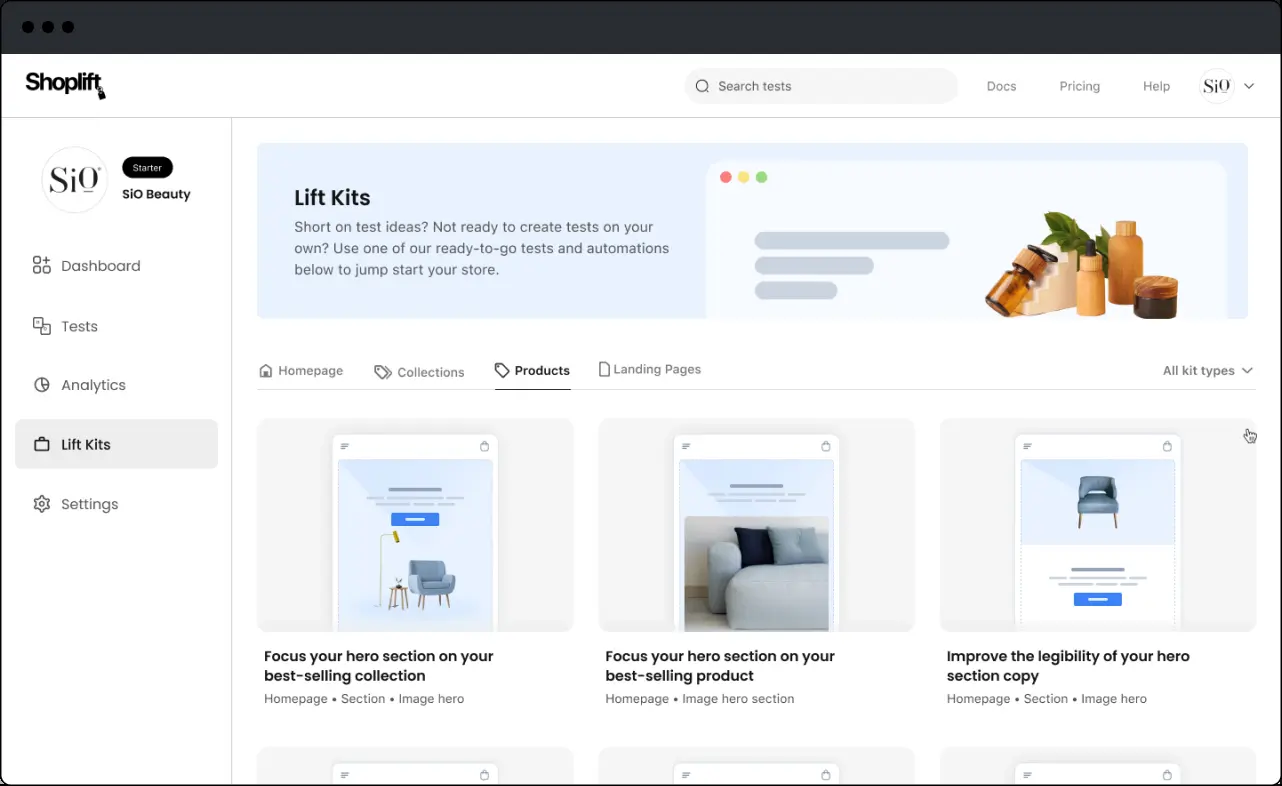 Shoplift
Search tests
Docs
Pricing
Help
SiO
SiO
Starter
SiO Beauty
Dashboard
Tests
Analytics
Lift Kits
Settings
Lift Kits
Short on test ideas? Not ready to create tests on your
own? Use one of our ready-to-go tests and automations
below to jump start your store.
Homepage
Collections
Products
Landing Pages
All kit types
Focus your hero section on your
best-selling collection
Homepage • Section • Image hero
Focus your hero section on your
best-selling product
Homepage • Image hero section
Improve the legibility of your hero
section copy
Homepage • Section • Image hero